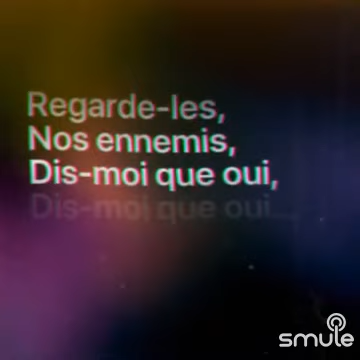 Regarde-les,
Nos ennemis,
Dis-moi que oui,
Dis-moi que oui...
smule